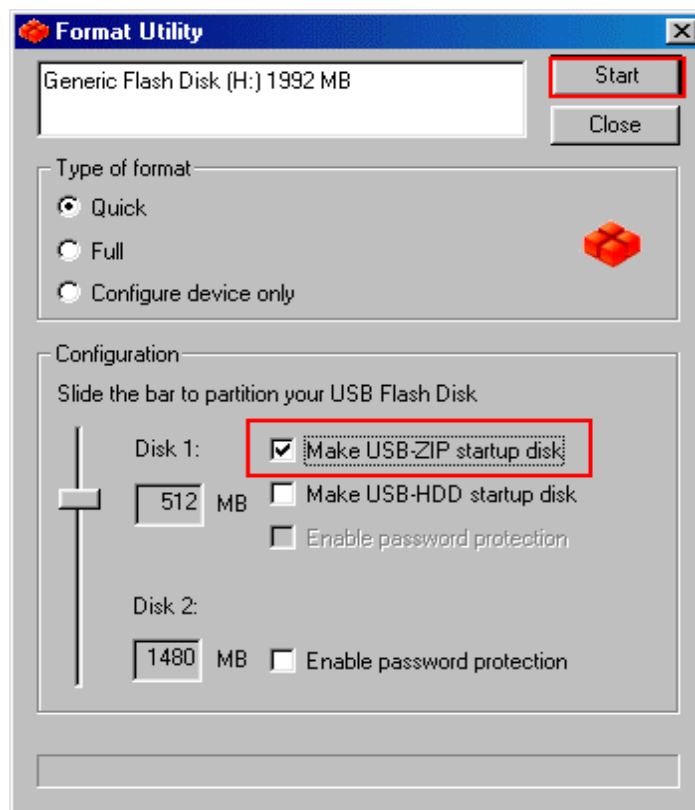 Format Utility
Generic Flash Disk (H:) 1992 MB
Start
Close
Type of format
Quick
Full
Configure device only
Configuration
Slide the bar to partition your USB Flash Disk
Disk 1:
Make USB-ZIP startup disk
512 MB
Make USB-HDD startup disk
Enable password protection
Disk 2:
1480 MB
Enable password protection